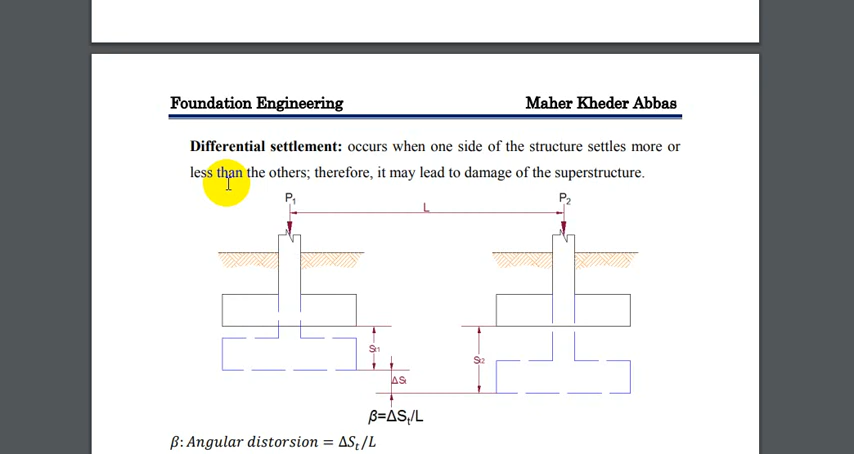 Foundation Engineering
Maher Kheder Abbas
Differential settlement: occurs when one side of the structure settles more or
less than the others; therefore, it may lead to damage of the superstructure.
P₁
P₂
L
St1
St2
ΔSt
β=ΔSₜ/L
β: Angular distorsion = ΔSₜ/L